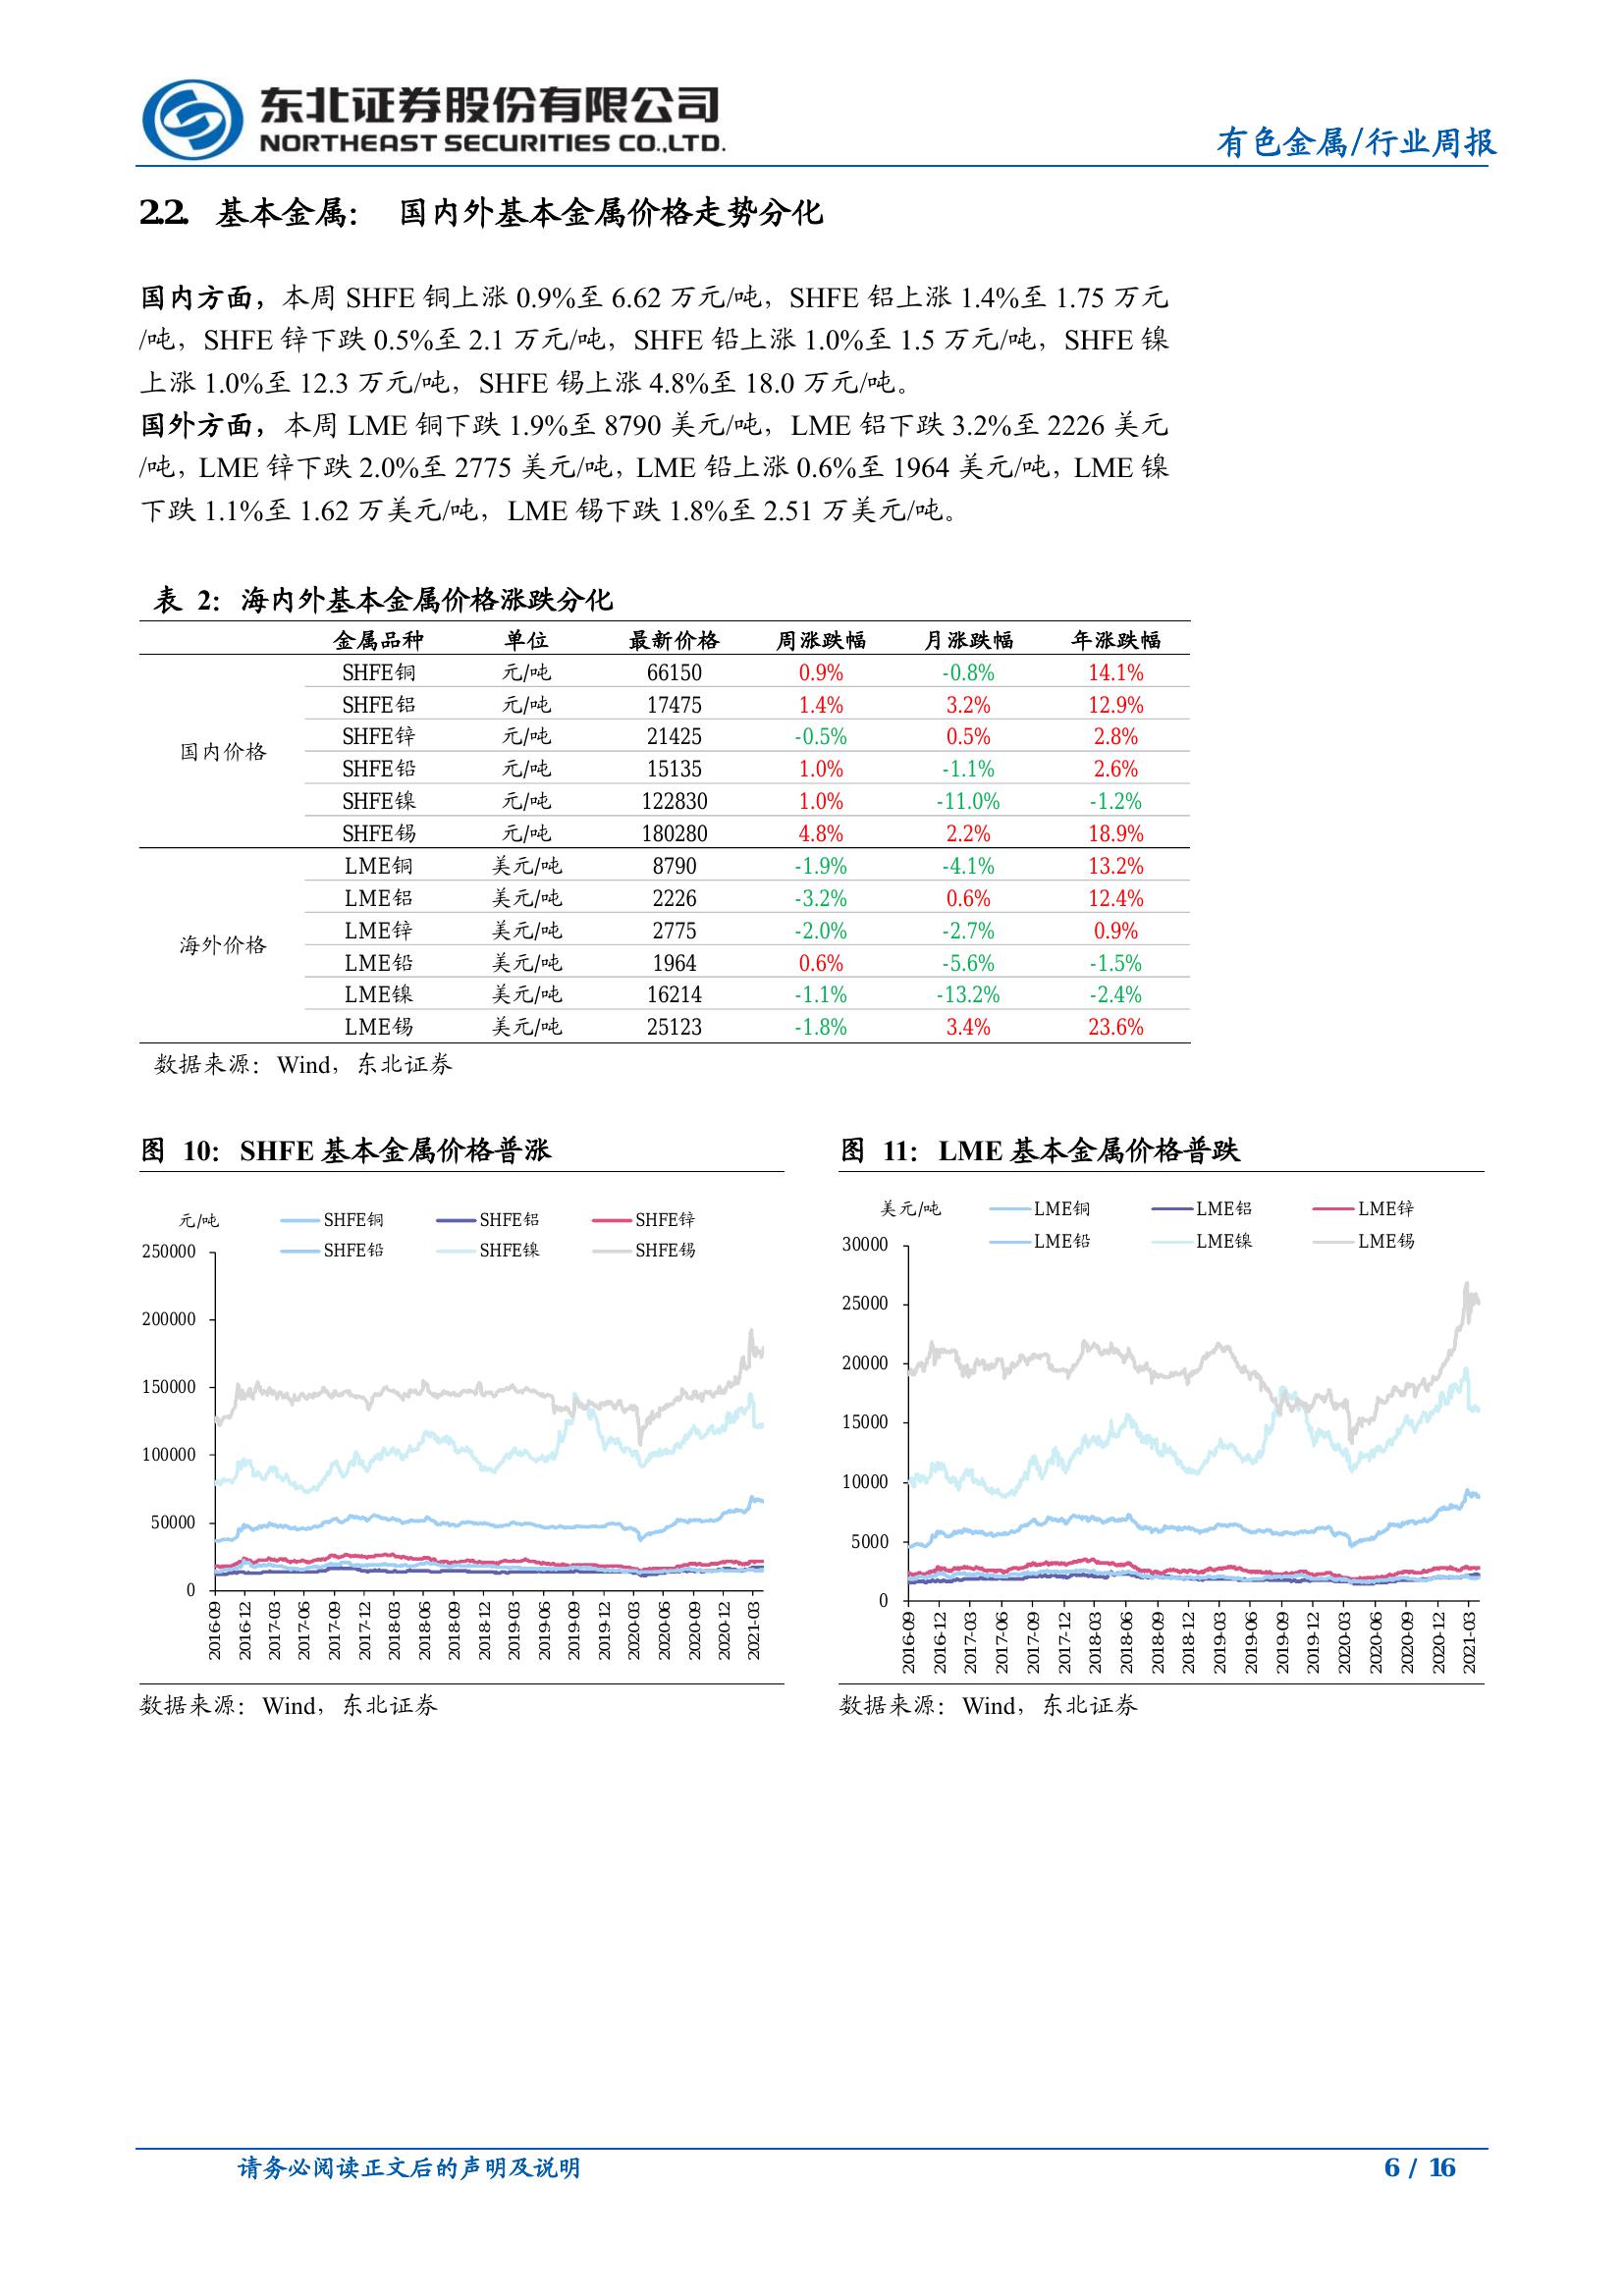 东北证券股份有限公司
NORTHEAST SECURITIES CO.,LTD.
有色金属/行业周报
2.2. 基本金属： 国内外基本金属价格走势分化
国内方面，本周 SHFE 铜上涨 0.9%至 6.62 万元/吨，SHFE 铝上涨 1.4%至 1.75 万元
/吨，SHFE 锌下跌 0.5%至 2.1 万元/吨，SHFE 铅上涨 1.0%至 1.5 万元/吨，SHFE 镍
上涨 1.0%至 12.3 万元/吨，SHFE 锡上涨 4.8%至 18.0 万元/吨。
国外方面，本周 LME 铜下跌 1.9%至 8790 美元/吨，LME 铝下跌 3.2%至 2226 美元
/吨，LME 锌下跌 2.0%至 2775 美元/吨，LME 铅上涨 0.6%至 1964 美元/吨，LME 镍
下跌 1.1%至 1.62 万美元/吨，LME 锡下跌 1.8%至 2.51 万美元/吨。
表 2：海内外基本金属价格涨跌分化
金属品种 单位 最新价格 周涨跌幅 月涨跌幅 年涨跌幅
国内价格
SHFE铜 元/吨 66150 0.9% -0.8% 14.1%
SHFE铝 元/吨 17475 1.4% 3.2% 12.9%
SHFE锌 元/吨 21425 -0.5% 0.5% 2.8%
SHFE铅 元/吨 15135 1.0% -1.1% 2.6%
SHFE镍 元/吨 122830 1.0% -11.0% -1.2%
SHFE锡 元/吨 180280 4.8% 2.2% 18.9%
海外价格
LME铜 美元/吨 8790 -1.9% -4.1% 13.2%
LME铝 美元/吨 2226 -3.2% 0.6% 12.4%
LME锌 美元/吨 2775 -2.0% -2.7% 0.9%
LME铅 美元/吨 1964 0.6% -5.6% -1.5%
LME镍 美元/吨 16214 -1.1% -13.2% -2.4%
LME锡 美元/吨 25123 -1.8% 3.4% 23.6%
数据来源：Wind，东北证券
图 10：SHFE 基本金属价格普涨
元/吨 SHFE铜 SHFE铝 SHFE锌
SHFE铅 SHFE镍 SHFE锡
250000
200000
150000
100000
50000
0
2016-09 2016-12 2017-03 2017-06 2017-09 2017-12 2018-03 2018-06 2018-09 2018-12 2019-03 2019-06 2019-09 2019-12 2020-03 2020-06 2020-09 2020-12 2021-03
数据来源：Wind，东北证券
图 11：LME 基本金属价格普跌
美元/吨 LME铜 LME铝 LME锌
LME铅 LME镍 LME锡
30000
25000
20000
15000
10000
5000
0
2016-09 2016-12 2017-03 2017-06 2017-09 2017-12 2018-03 2018-06 2018-09 2018-12 2019-03 2019-06 2019-09 2019-12 2020-03 2020-06 2020-09 2020-12 2021-03
数据来源：Wind，东北证券
请务必阅读正文后的声明及说明
6 / 16